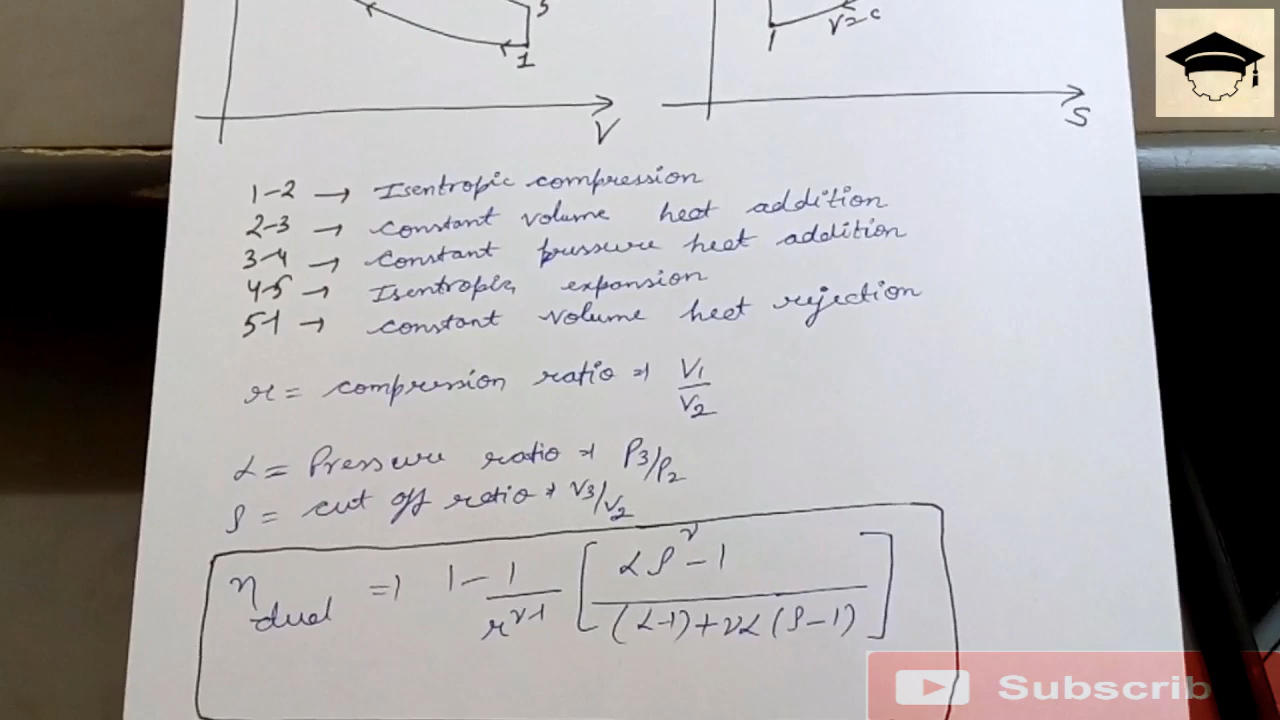 5
1
V
1
V=c
S
1-2 → Isentropic compression
2-3 → constant volume heat addition
3-4 → constant pressure heat addition
4-5 → Isentropic expansion
5-1 → constant volume heat rejection
r = compression ratio ⇒ V1/V2
α = Pressure ratio ⇒ P3/P2
ρ = cut off ratio ⇒ V3/V2
η dual ⇒ 1 - 1/r^γ-1 [ αρ^γ - 1 / (α-1)+γα(ρ-1) ]
Subscrib